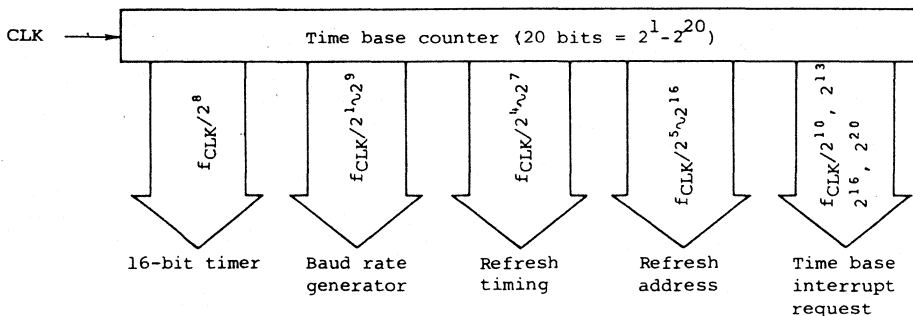 CLK
Time base counter (20 bits = 2^1-2^20)
f_CLK/2^8
f_CLK/2^1~2^9
f_CLK/2^4~2^7
f_CLK/2^5~2^16
f_CLK/2^10, 2^13
2^16, 2^20
16-bit timer
Baud rate
generator
Refresh
timing
Refresh
address
Time base
interrupt
request